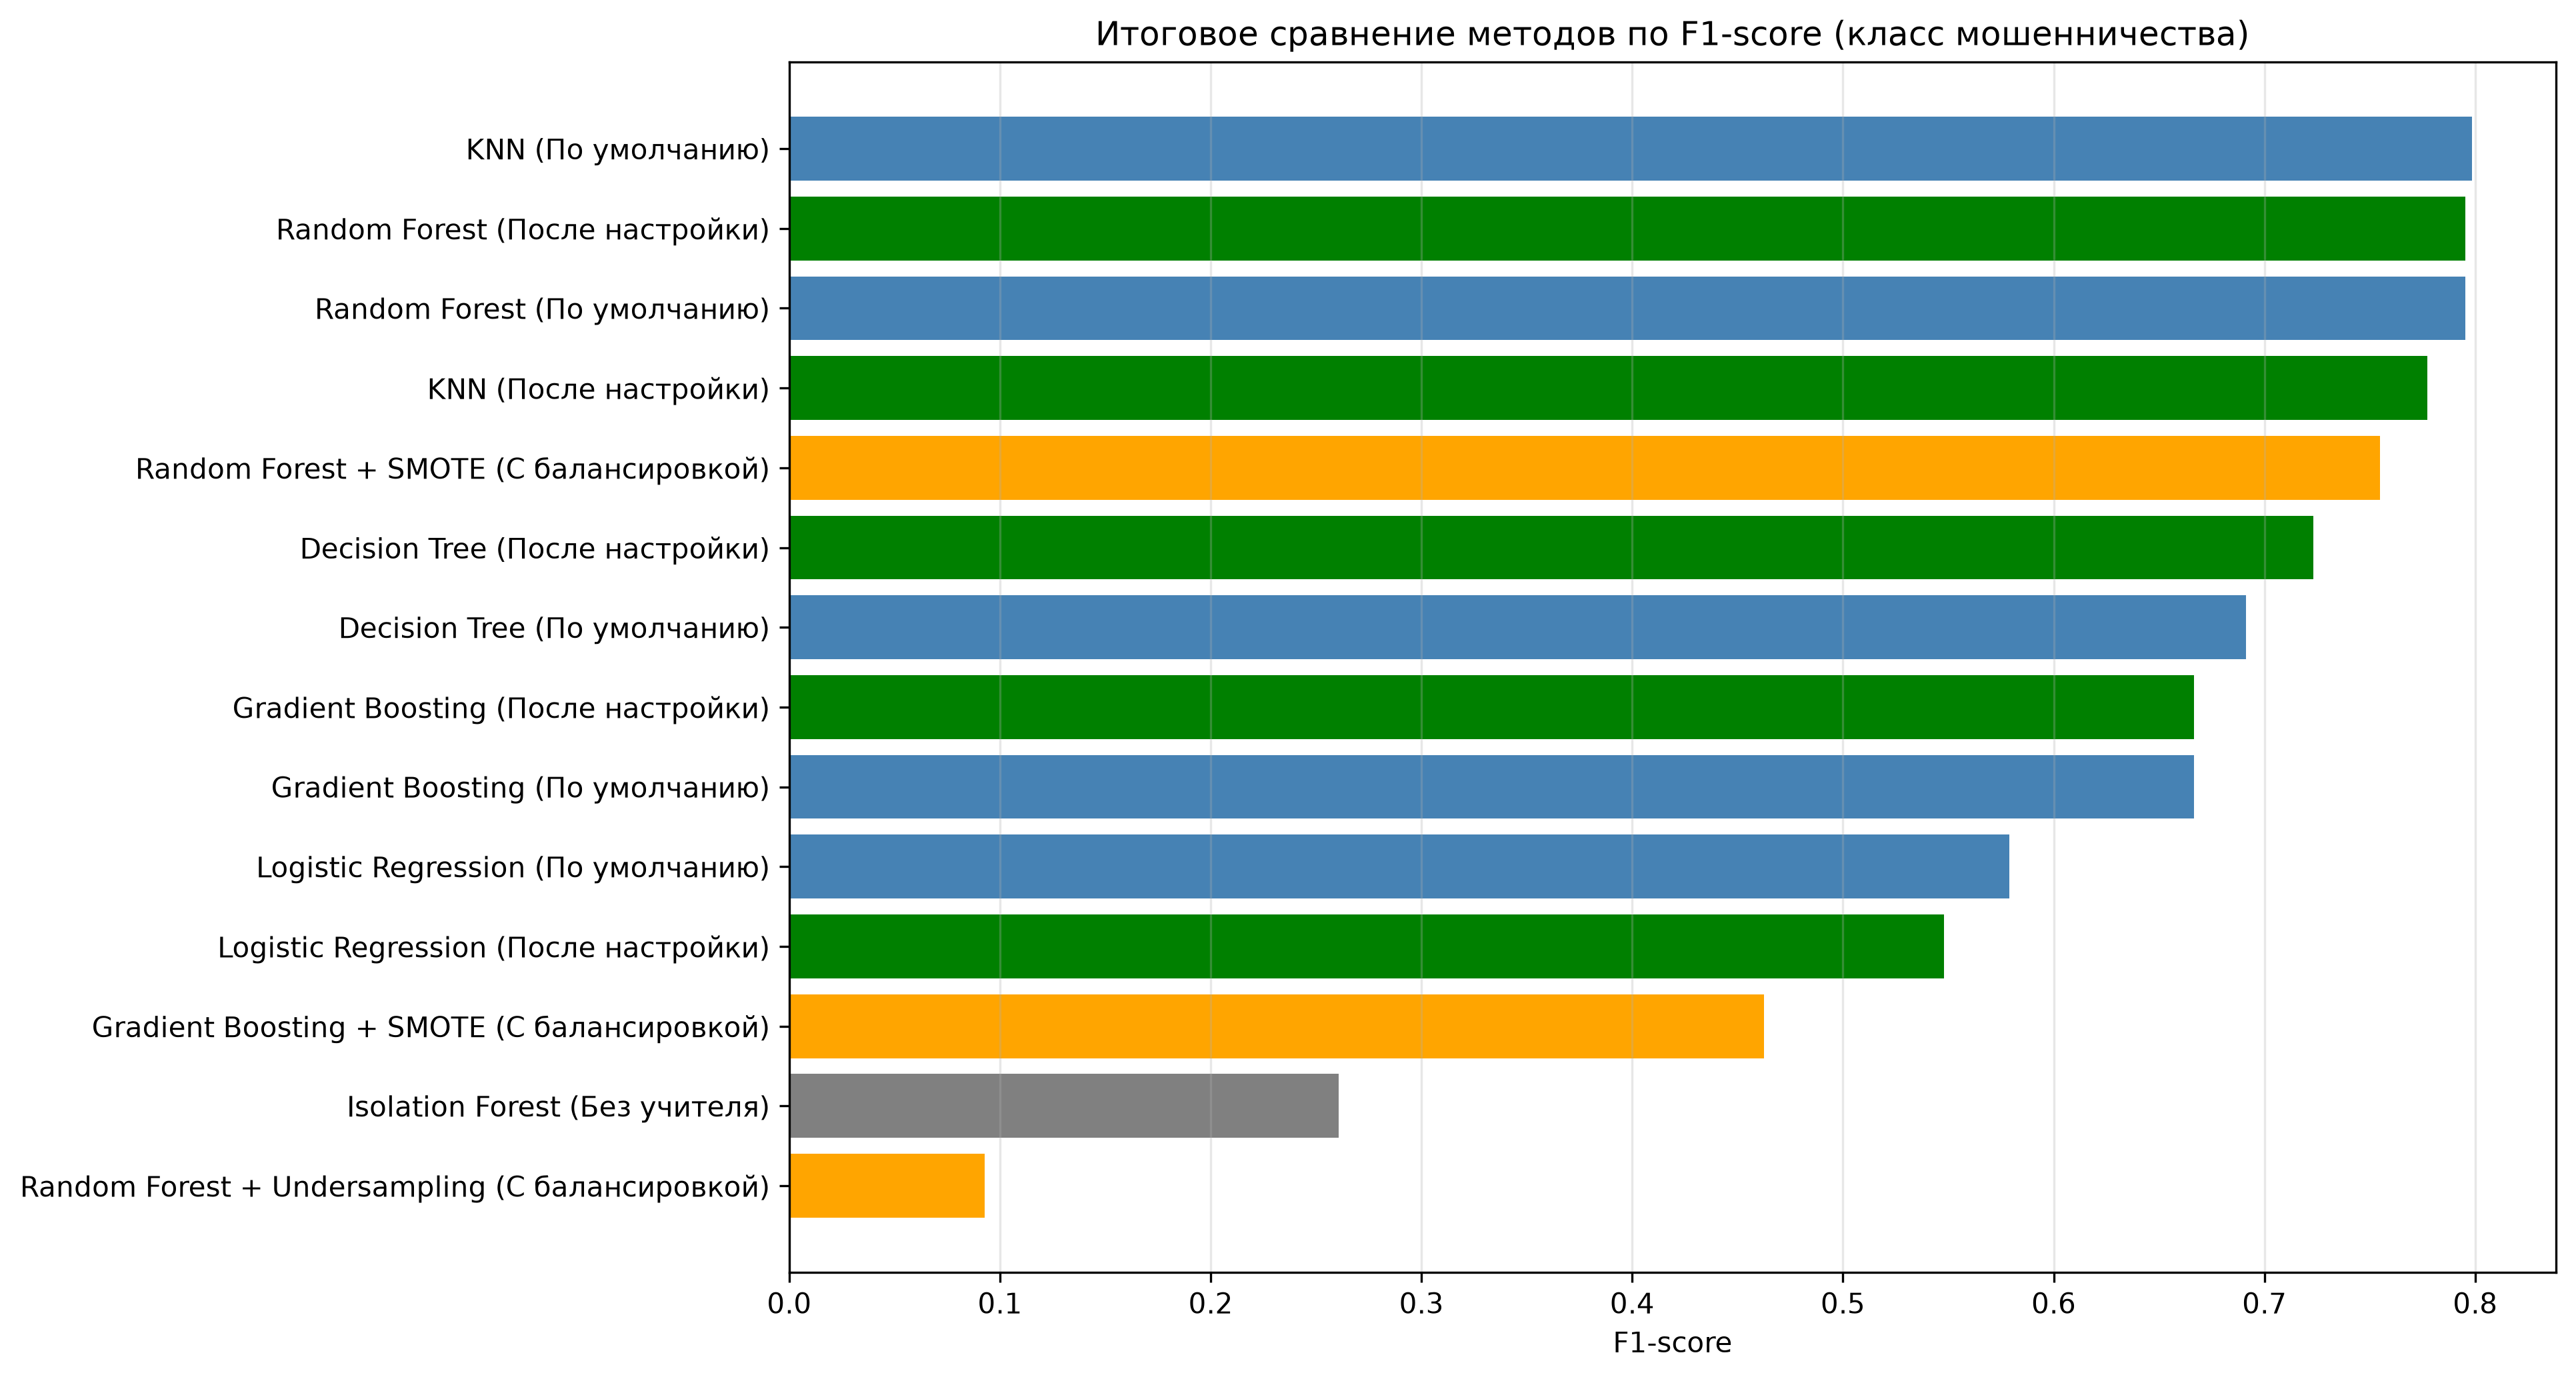 Итоговое сравнение методов по F1-score (класс мошенничества)
KNN (По умолчанию)
Random Forest (После настройки)
Random Forest (По умолчанию)
KNN (После настройки)
Random Forest + SMOTE (С балансировкой)
Decision Tree (После настройки)
Decision Tree (По умолчанию)
Gradient Boosting (После настройки)
Gradient Boosting (По умолчанию)
Logistic Regression (По умолчанию)
Logistic Regression (После настройки)
Gradient Boosting + SMOTE (С балансировкой)
Isolation Forest (Без учителя)
Random Forest + Undersampling (С балансировкой)
0.0 0.1 0.2 0.3 0.4 0.5 0.6 0.7 0.8
F1-score